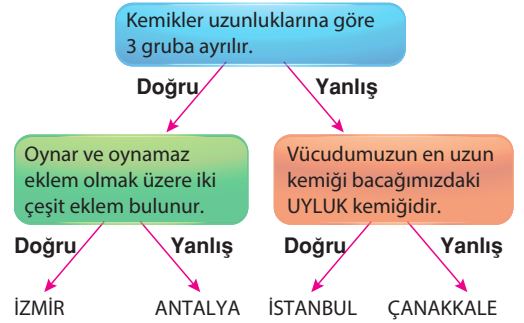 Kemikler uzunluklarına göre
3 gruba ayrılır.
Doğru
Yanlış
Oynar ve oynamaz
eklem olmak üzere iki
çeşit eklem bulunur.
Vücudumuzun en uzun
kemiği bacağımızdaki
UYLUK kemiğidir.
Doğru
Yanlış
Doğru
Yanlış
İZMİR
ANTALYA
İSTANBUL
ÇANAKKALE